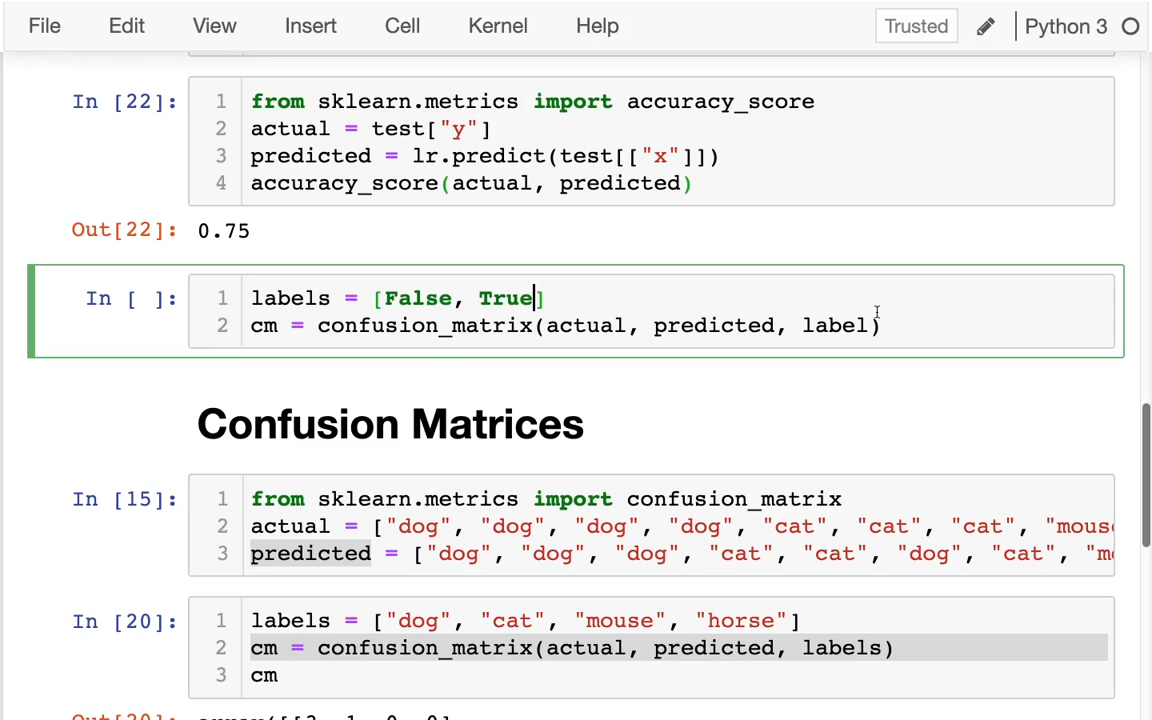 File Edit View Insert Cell Kernel Help Trusted Python 3
In [22]: 1 from sklearn.metrics import accuracy_score
2 actual = test["y"]
3 predicted = lr.predict(test[["x"]])
4 accuracy_score(actual, predicted)
Out[22]: 0.75
In [ ]: 1 labels = [False, True]
2 cm = confusion_matrix(actual, predicted, label)
Confusion Matrices
In [15]: 1 from sklearn.metrics import confusion_matrix
2 actual = ["dog", "dog", "dog", "dog", "cat", "cat", "cat", "mouse
3 predicted = ["dog", "dog", "dog", "cat", "cat", "dog", "cat", "m
In [20]: 1 labels = ["dog", "cat", "mouse", "horse"]
2 cm = confusion_matrix(actual, predicted, labels)
3 cm